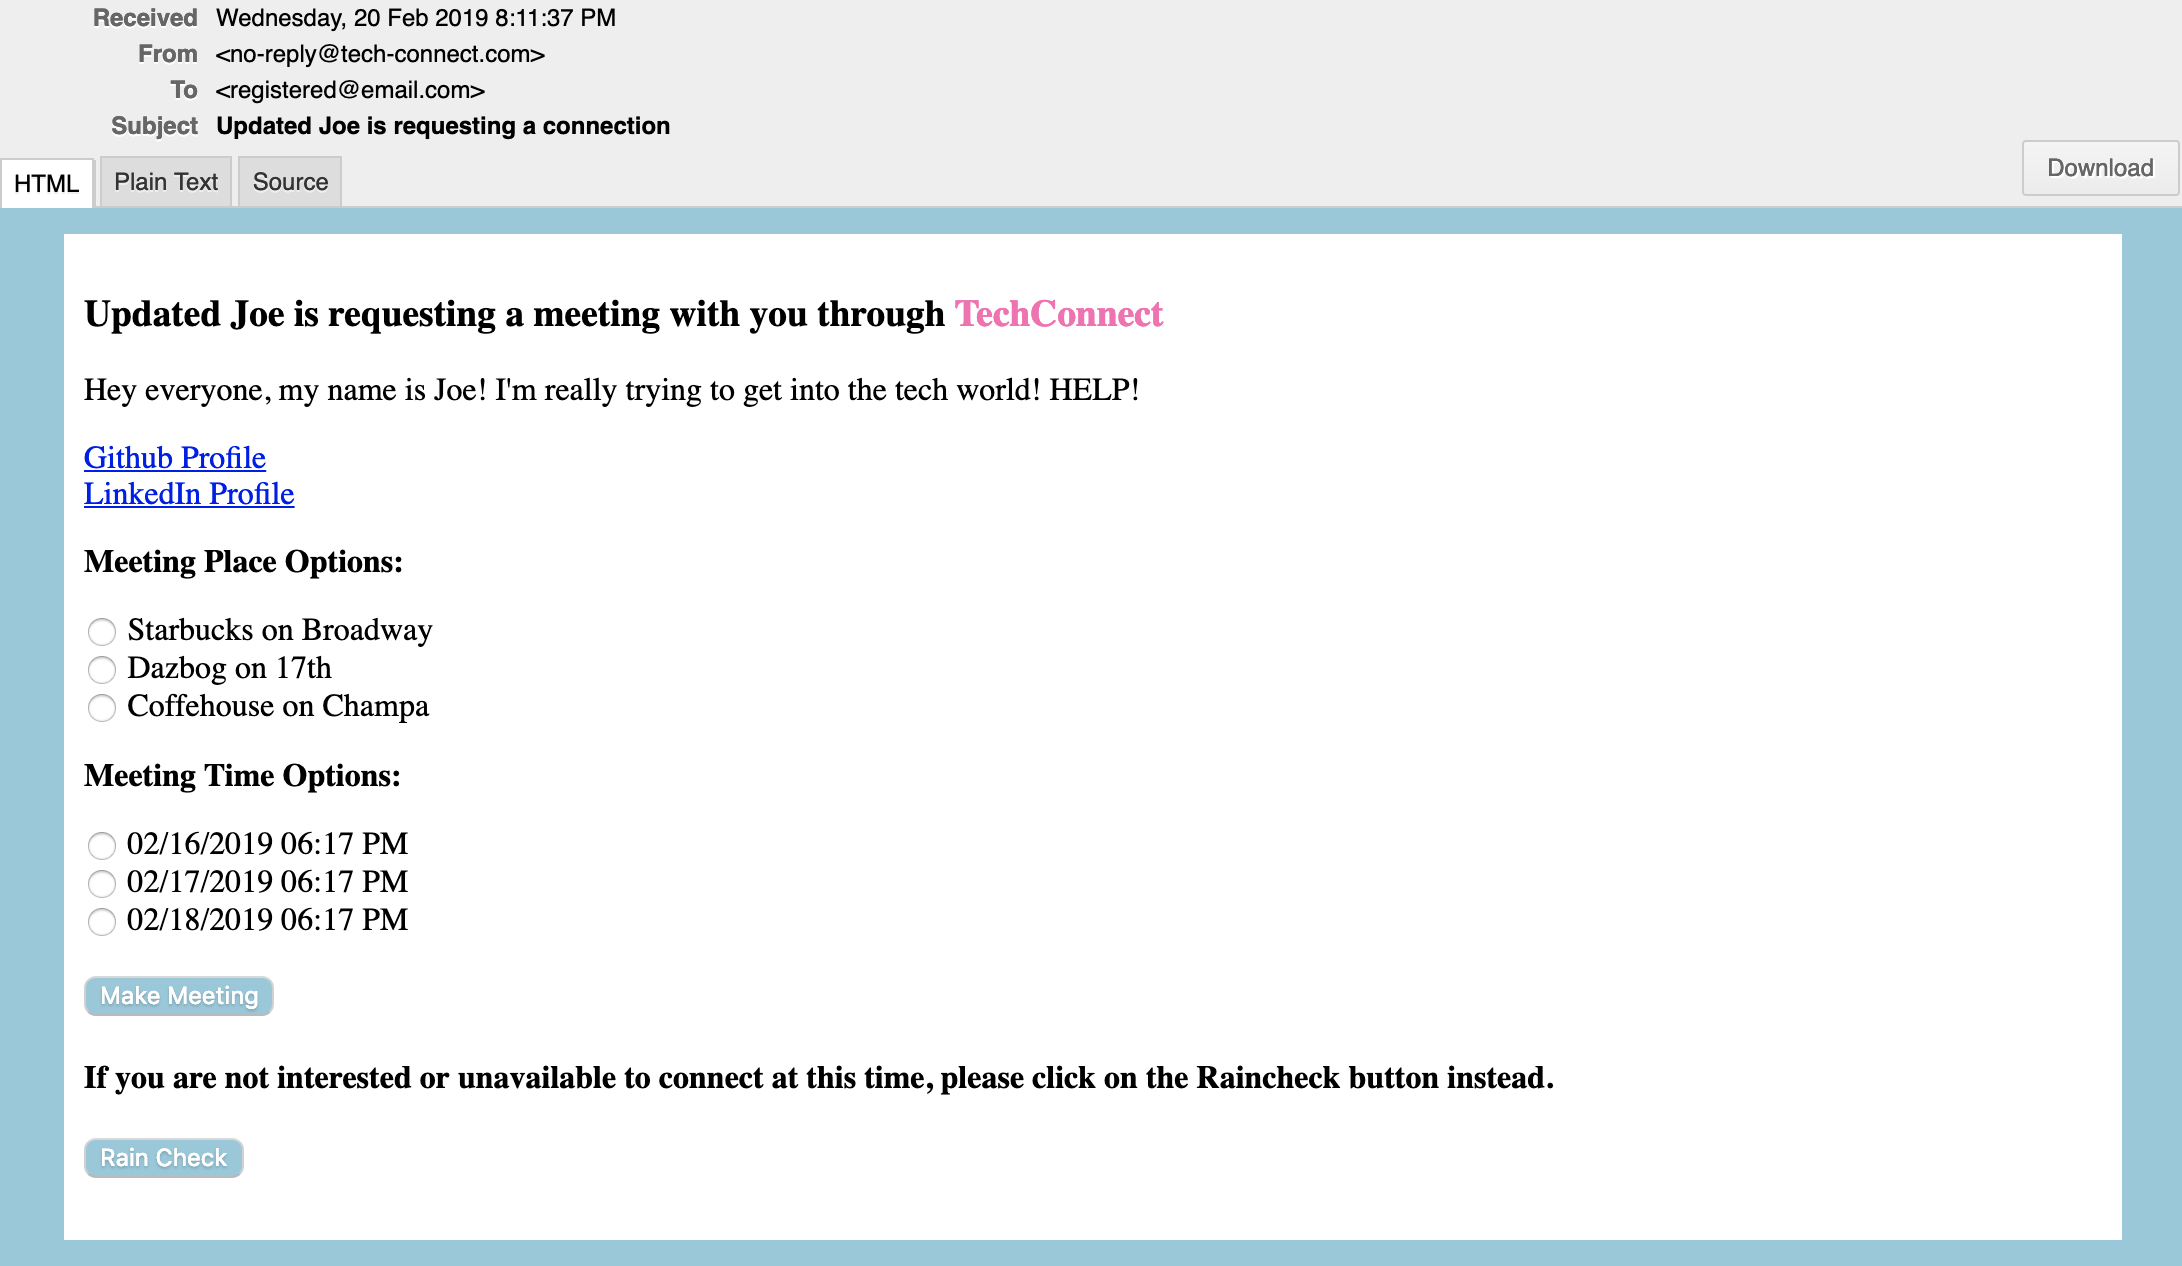 Received Wednesday, 20 Feb 2019 8:11:37 PM
From <no-reply@tech-connect.com>
To <registered@email.com>
Subject Updated Joe is requesting a connection
HTML Plain Text Source Download
Updated Joe is requesting a meeting with you through TechConnect
Hey everyone, my name is Joe! I'm really trying to get into the tech world! HELP!
Github Profile
LinkedIn Profile
Meeting Place Options:
Starbucks on Broadway
Dazbog on 17th
Coffehouse on Champa
Meeting Time Options:
02/16/2019 06:17 PM
02/17/2019 06:17 PM
02/18/2019 06:17 PM
Make Meeting
If you are not interested or unavailable to connect at this time, please click on the Raincheck button instead.
Rain Check